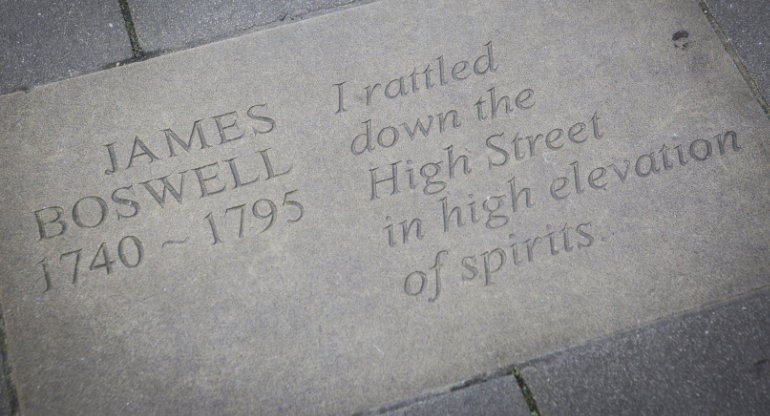 JAMES
BOSWELL
1740 ~ 1795
I rattled
down the
High Street
in high elevation
of spirits.